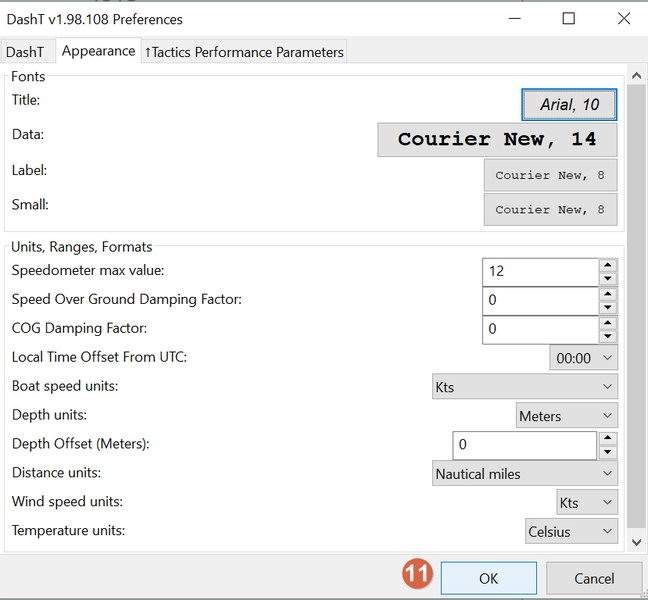 DashT v1.98.108 Preferences
DashT Appearance ↑Tactics Performance Parameters
Fonts
Title: Arial, 10
Data: Courier New, 14
Label: Courier New, 8
Small: Courier New, 8
Units, Ranges, Formats
Speedometer max value: 12
Speed Over Ground Damping Factor: 0
COG Damping Factor: 0
Local Time Offset From UTC: 00:00
Boat speed units: Kts
Depth units: Meters
Depth Offset (Meters): 0
Distance units: Nautical miles
Wind speed units: Kts
Temperature units: Celsius
11 OK Cancel